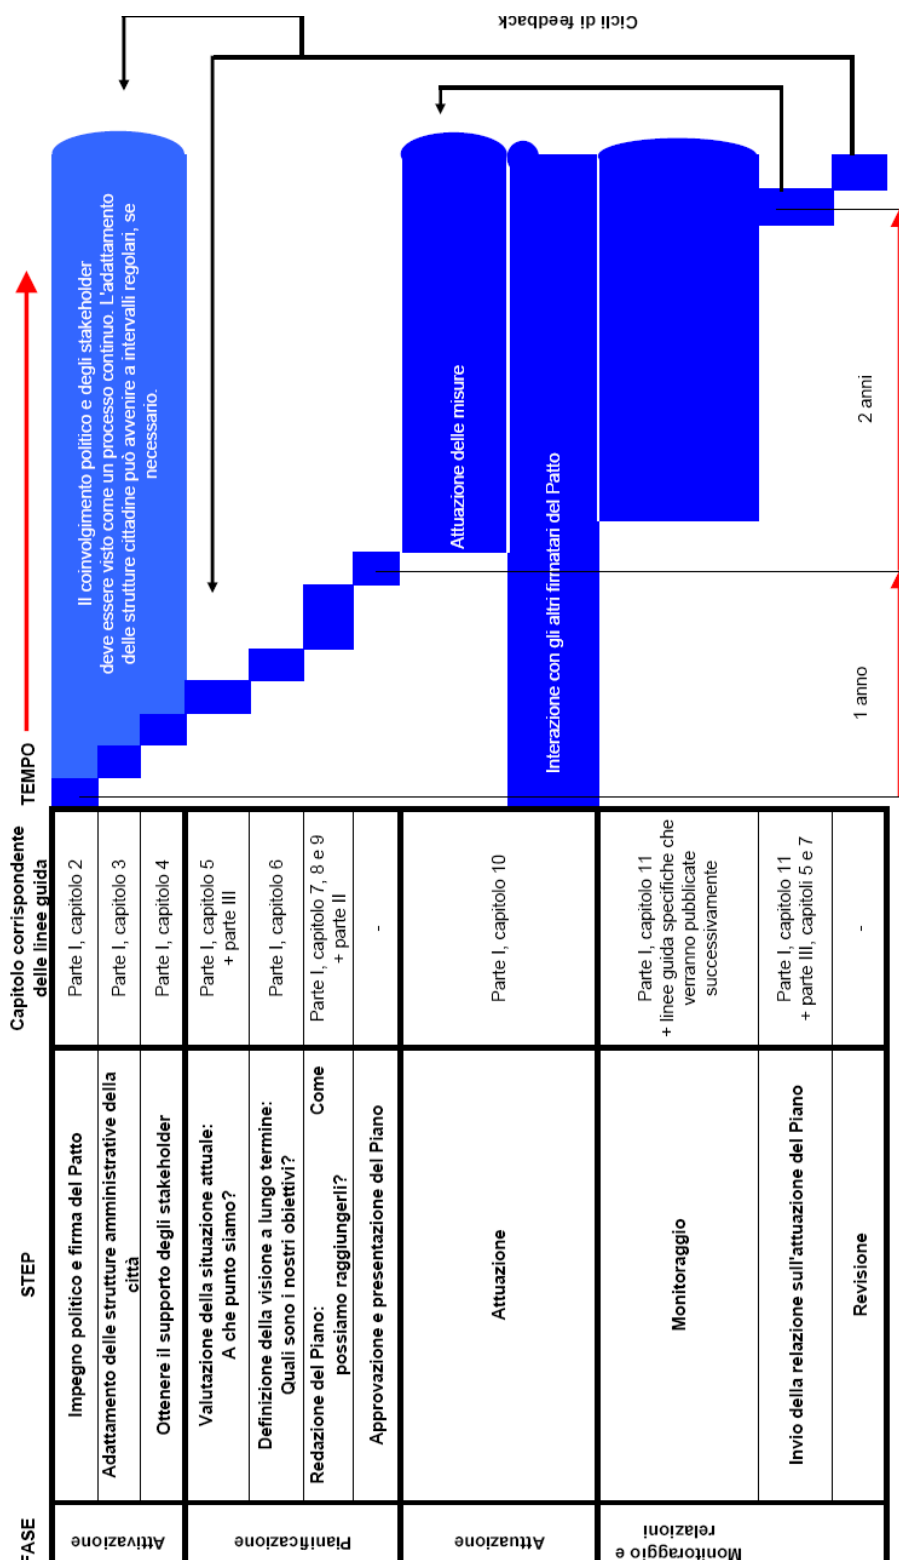 FASE
STEP
Capitolo corrispondente
delle linee guida
TEMPO
Attivazione
Impegno politico e firma del Patto
Parte I, capitolo 2
Adattamento delle strutture amministrative della
città
Parte I, capitolo 3
Ottenere il supporto degli stakeholder
Parte I, capitolo 4
Il coinvolgimento politico e degli stakeholder
deve essere visto come un processo continuo. L'adattamento
delle strutture cittadine può avvenire a intervalli regolari, se
necessario.
Pianificazione
Valutazione della situazione attuale:
A che punto siamo?
Parte I, capitolo 5
+ parte III
Definizione della visione a lungo termine:
Quali sono i nostri obiettivi?
Parte I, capitolo 6
Redazione del Piano: Come
possiamo raggiungerli?
Parte I, capitolo 7, 8 e 9
+ parte II
Approvazione e presentazione del Piano
-
Attuazione
Attuazione
Parte I, capitolo 10
Attuazione delle misure
Interazione con gli altri firmatari del Patto
Monitoraggio e
relazioni
Monitoraggio
Parte I, capitolo 11
+ linee guida specifiche che
verranno pubblicate
successivamente
Invio della relazione sull'attuazione del Piano
Parte I, capitolo 11
+ parte III, capitoli 5 e 7
Revisione
-
1 anno
2 anni
Cicli di feedback